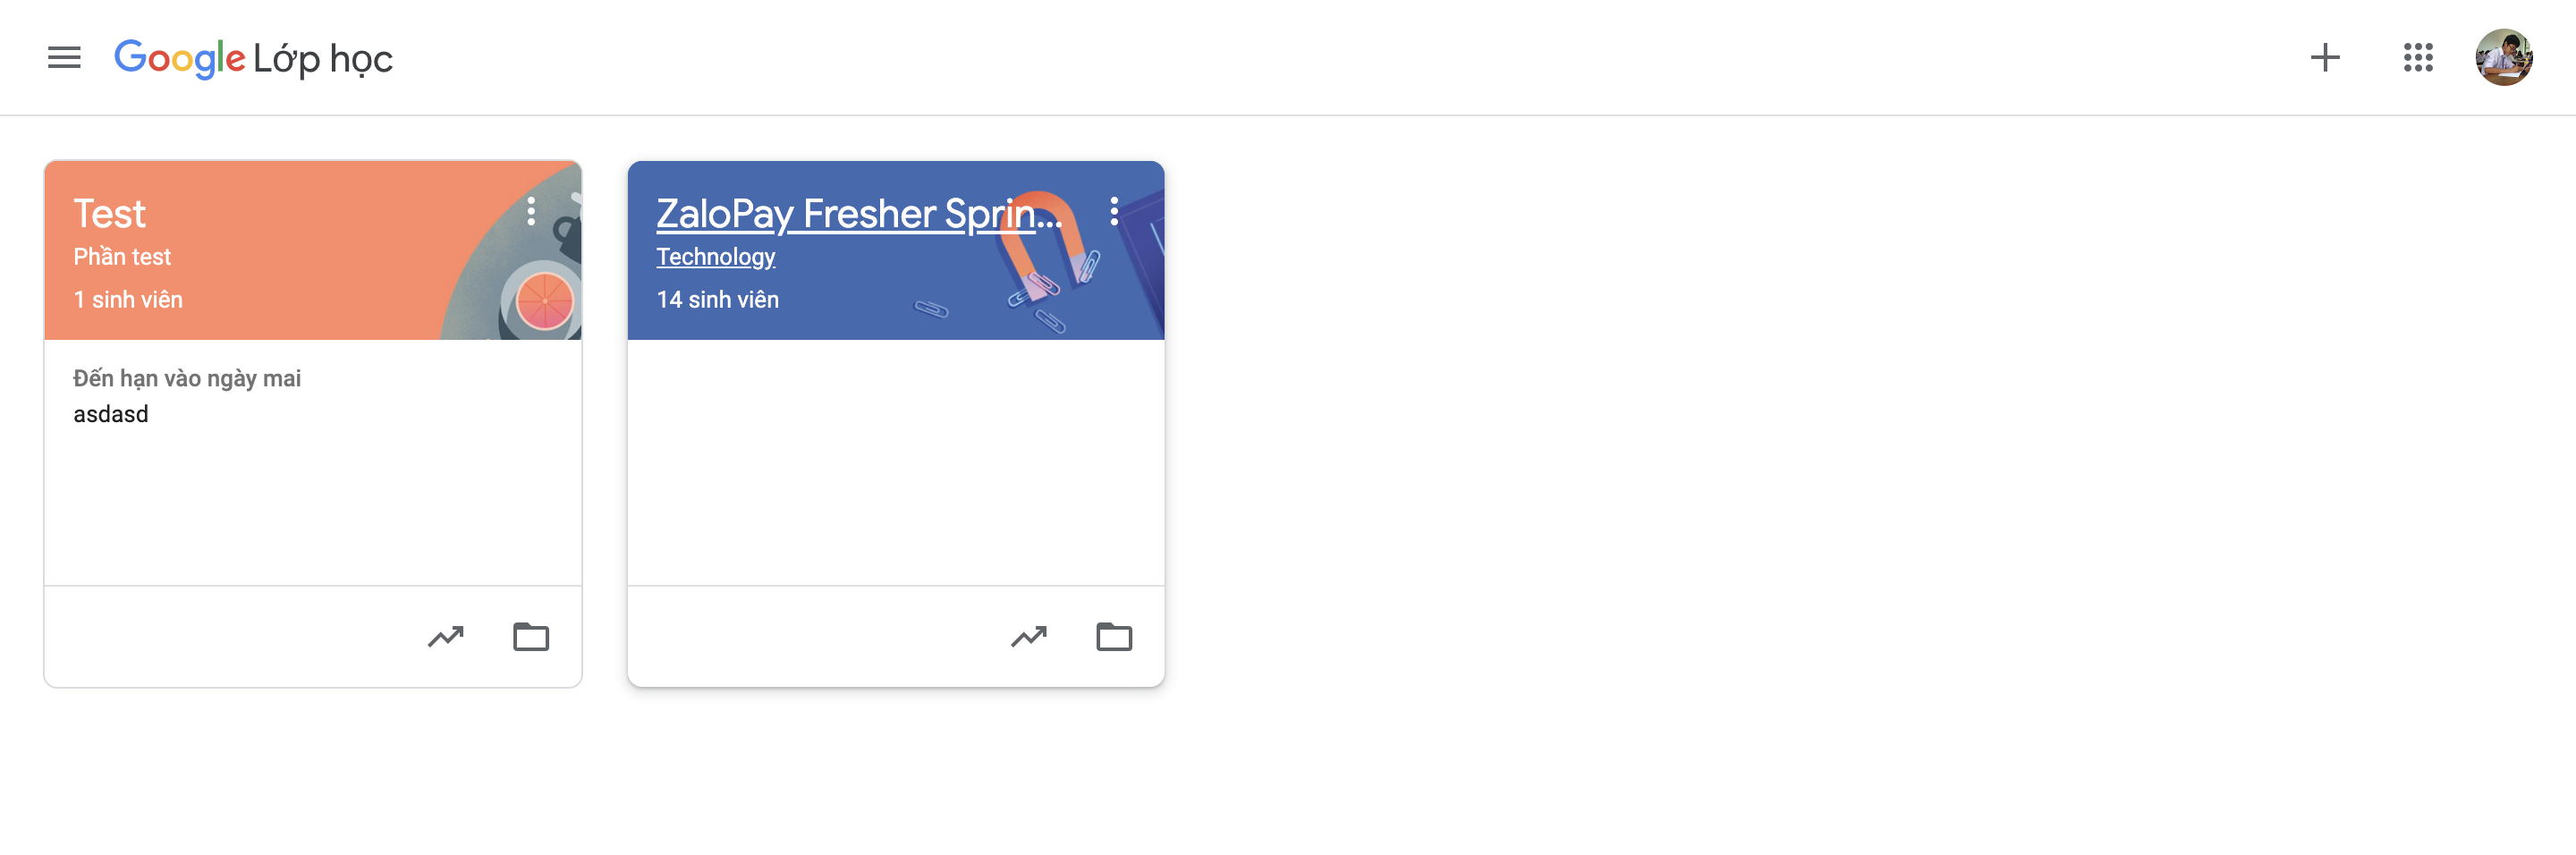 Google Lớp học
Test
Phần test
1 sinh viên
Đến hạn vào ngày mai
asdasd
ZaloPay Fresher Sprin...
Technology
14 sinh viên